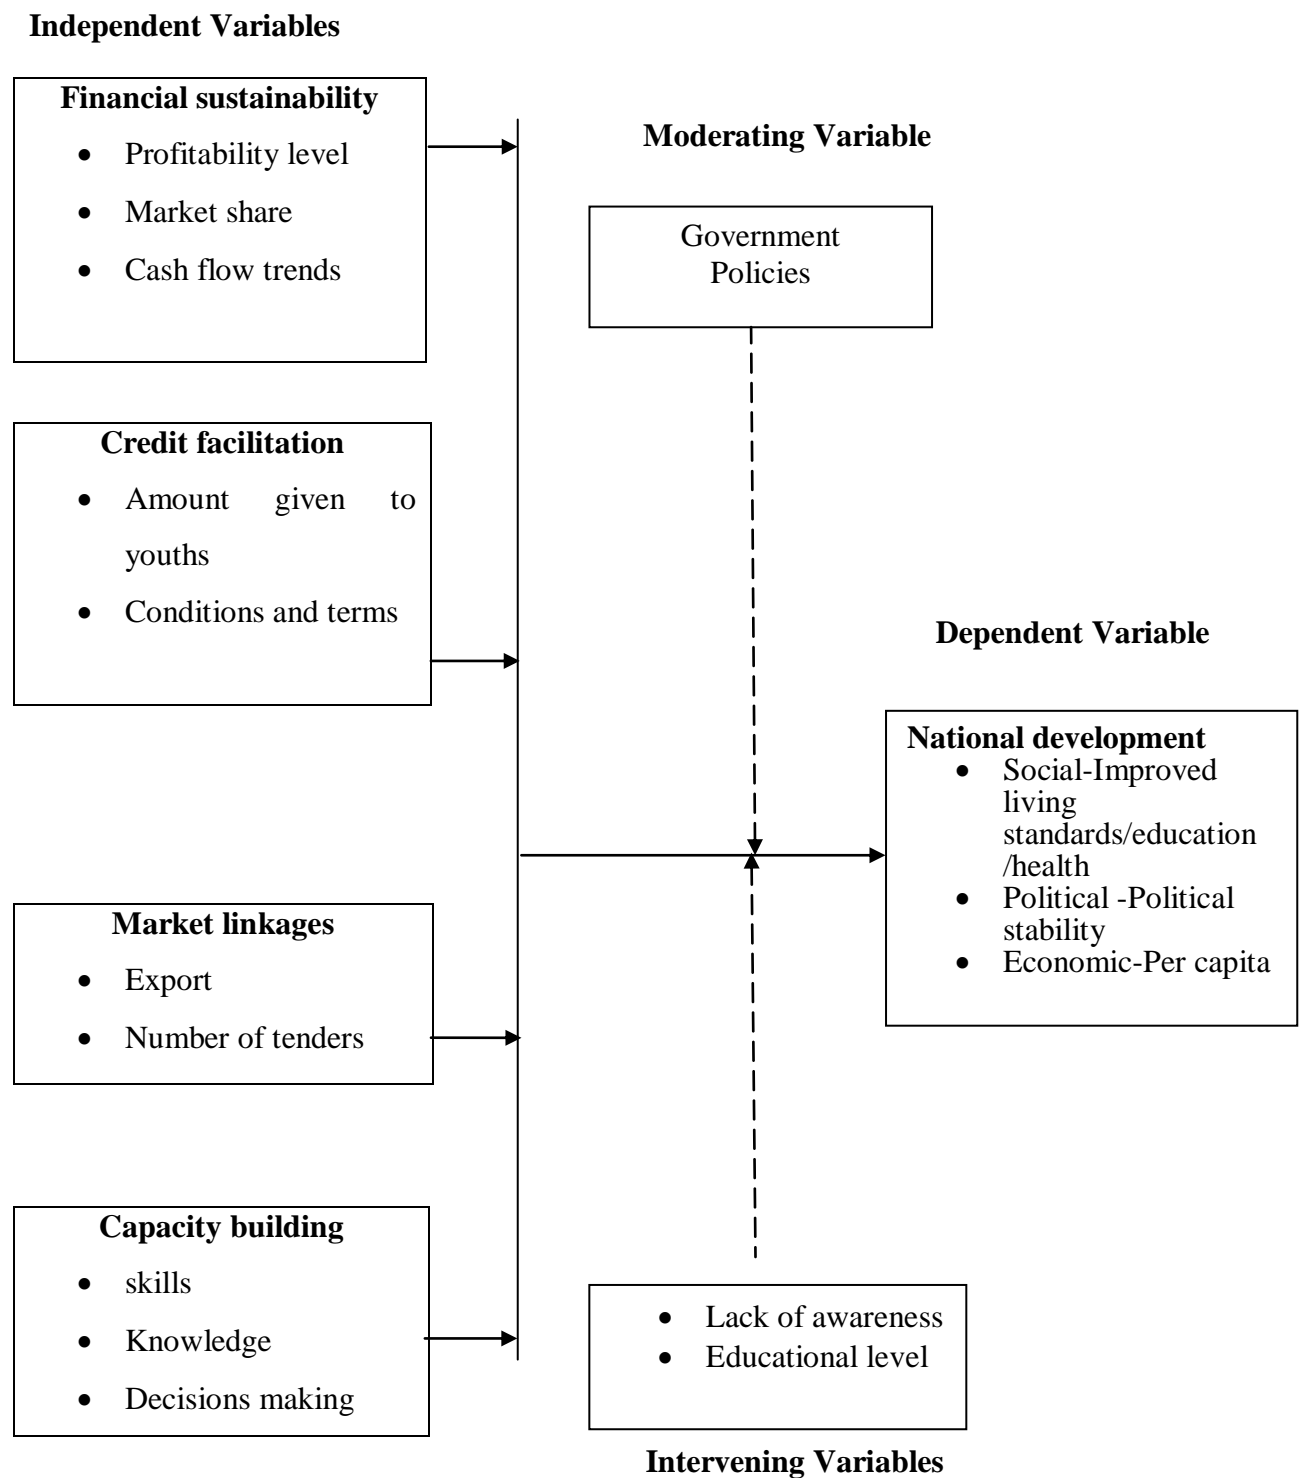 Independent Variables
Financial sustainability
• Profitability level
• Market share
• Cash flow trends
Credit facilitation
• Amount given to
youths
• Conditions and terms
Market linkages
• Export
• Number of tenders
Capacity building
• skills
• Knowledge
• Decisions making
Moderating Variable
Government
Policies
Dependent Variable
National development
• Social-Improved
living
standards/education
/health
• Political -Political
stability
• Economic-Per capita
• Lack of awareness
• Educational level
Intervening Variables